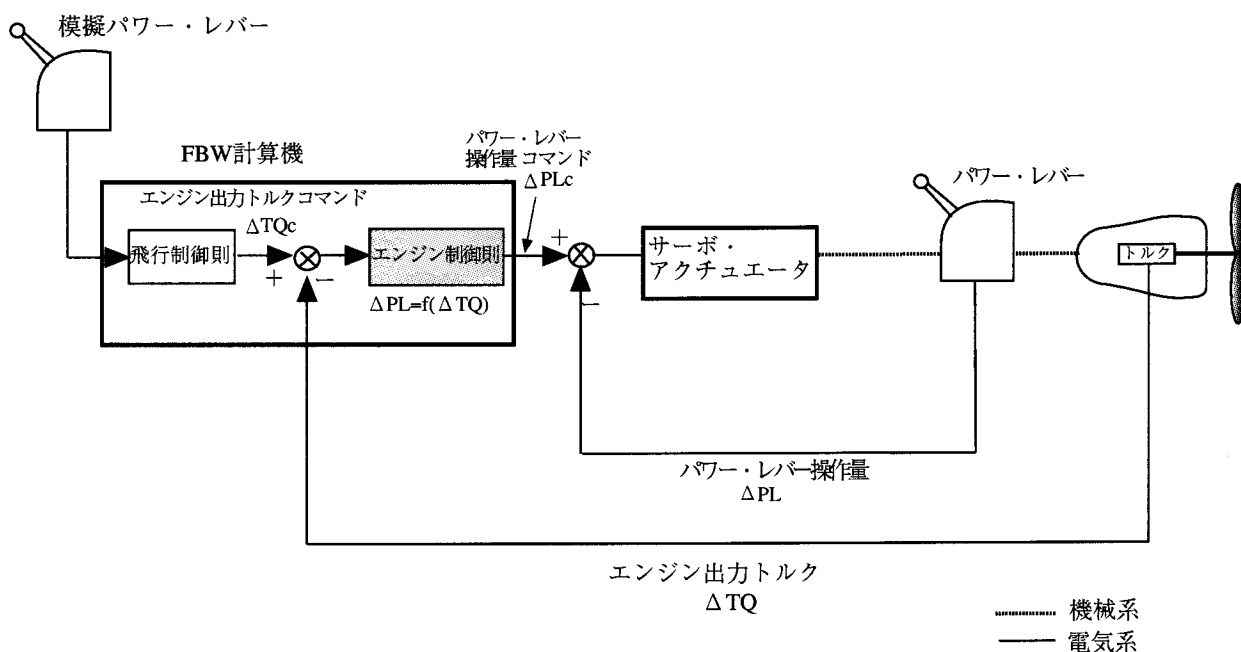 模擬パワー・レバー
FBW計算機
パワー・レバー
操作量コマンド
ΔPLc
エンジン出力トルクコマンド
ΔTQc
飛行制御則
+
−
エンジン制御則
ΔPL=f(ΔTQ)
+
−
サーボ・
アクチュエータ
パワー・レバー
トルク
パワー・レバー操作量
ΔPL
エンジン出力トルク
ΔTQ
機械系
電気系